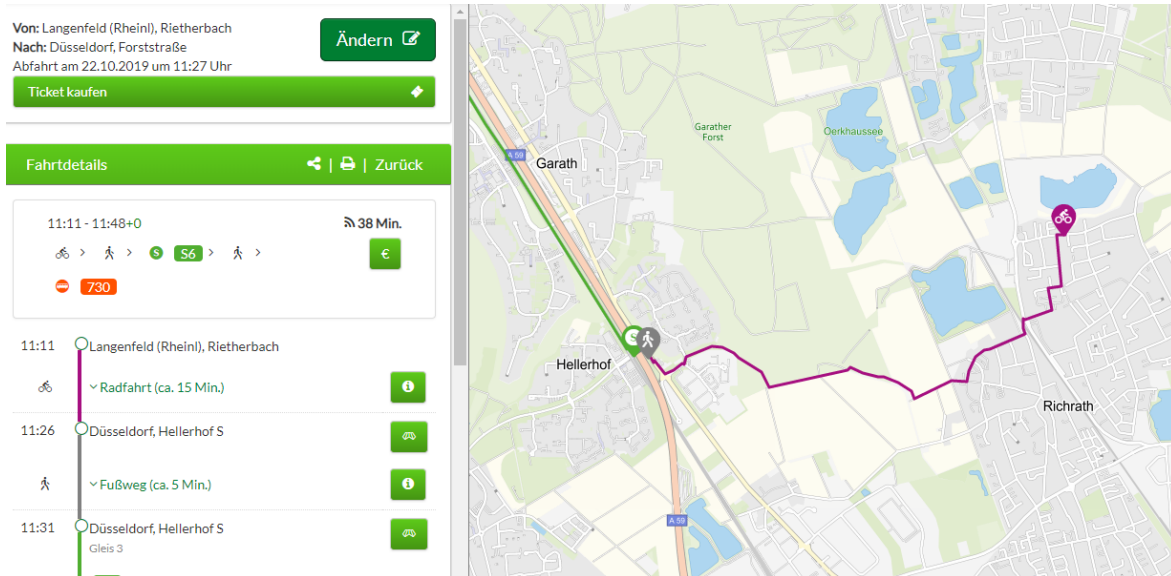 Von: Langenfeld (Rheinl), Rietherbach
Nach: Düsseldorf, Forststraße
Abfahrt am 22.10.2019 um 11:27 Uhr
Ändern
Ticket kaufen
Fahrtdetails | | Zurück
11:11 - 11:48+0 38 Min.
> > S S6 > >
€
730
11:11 Langenfeld (Rheinl), Rietherbach
Radfahrt (ca. 15 Min.)
11:26 Düsseldorf, Hellerhof S
Fußweg (ca. 5 Min.)
11:31 Düsseldorf, Hellerhof S
Gleis 3
Garather
Forst
Oerkhaussee
A 59
Garath
S
Hellerhof
Richrath
A 59